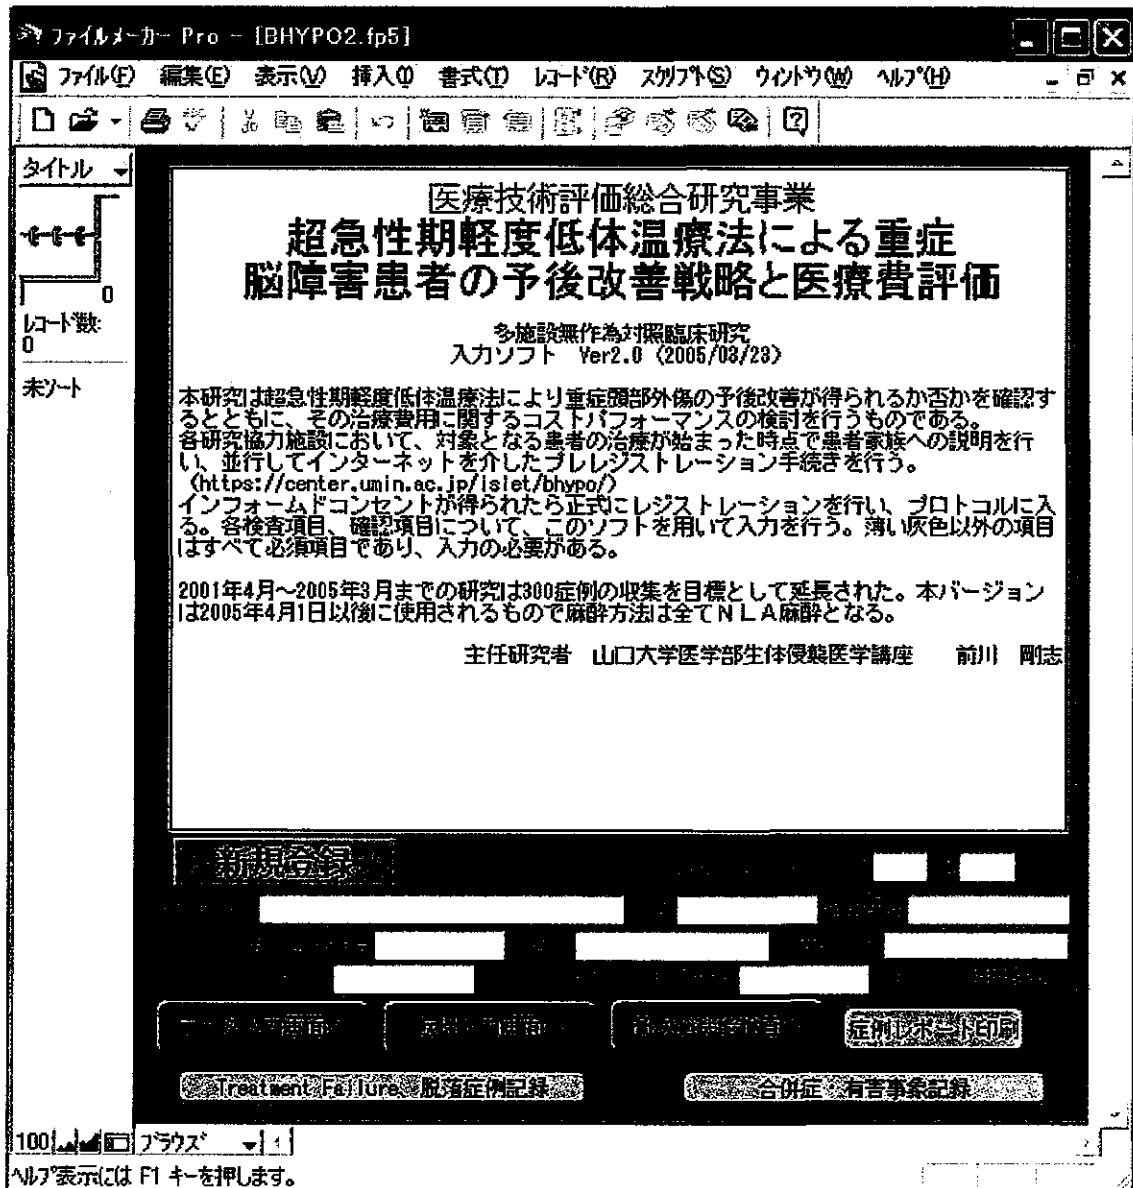 ファイルメーカー Pro - [BHYPO2.fp5]
ファイル(F) 編集(E) 表示(V) 挿入(I) 書式(T) レコード(R) スクリプト(S) ウィンドウ(W) ヘルプ(H)
タイトル
0
レコード数:
0
未ソート
医療技術評価総合研究事業
超急性期軽度低体温療法による重症
脳障害患者の予後改善戦略と医療費評価
多施設無作為対照臨床研究
入力ソフト Ver2.0 (2005/03/23)
本研究は超急性期軽度低体温療法により重症頭部外傷の予後改善が得られるか否かを確認す
るとともに、その治療費用に関するコストパフォーマンスの検討を行うものである。
各研究協力施設において、対象となる患者の治療が始まった時点で患者家族への説明を行
い、並行してインターネットを介したプレレジストレーション手続きを行う。
(https://center.umin.ac.jp/islet/bhypo/)
インフォームドコンセントが得られたら正式にレジストレーションを行い、プロトコルに入
る。各検査項目、確認項目について、このソフトを用いて入力を行う。薄い灰色以外の項目
はすべて必須項目であり、入力の必要がある。
2001年4月~2005年3月までの研究は300症例の収集を目標として延長された。本バージョン
は2005年4月1日以後に使用されるもので麻酔方法は全てNLA麻酔となる。
主任研究者 山口大学医学部生体侵襲医学講座 前川 剛志
新規登録
症例レポート印刷
Treatment Failure、脱落症例記録
合併症・有害事象記録
100 ブラウズ
ヘルプ表示には F1 キーを押します。